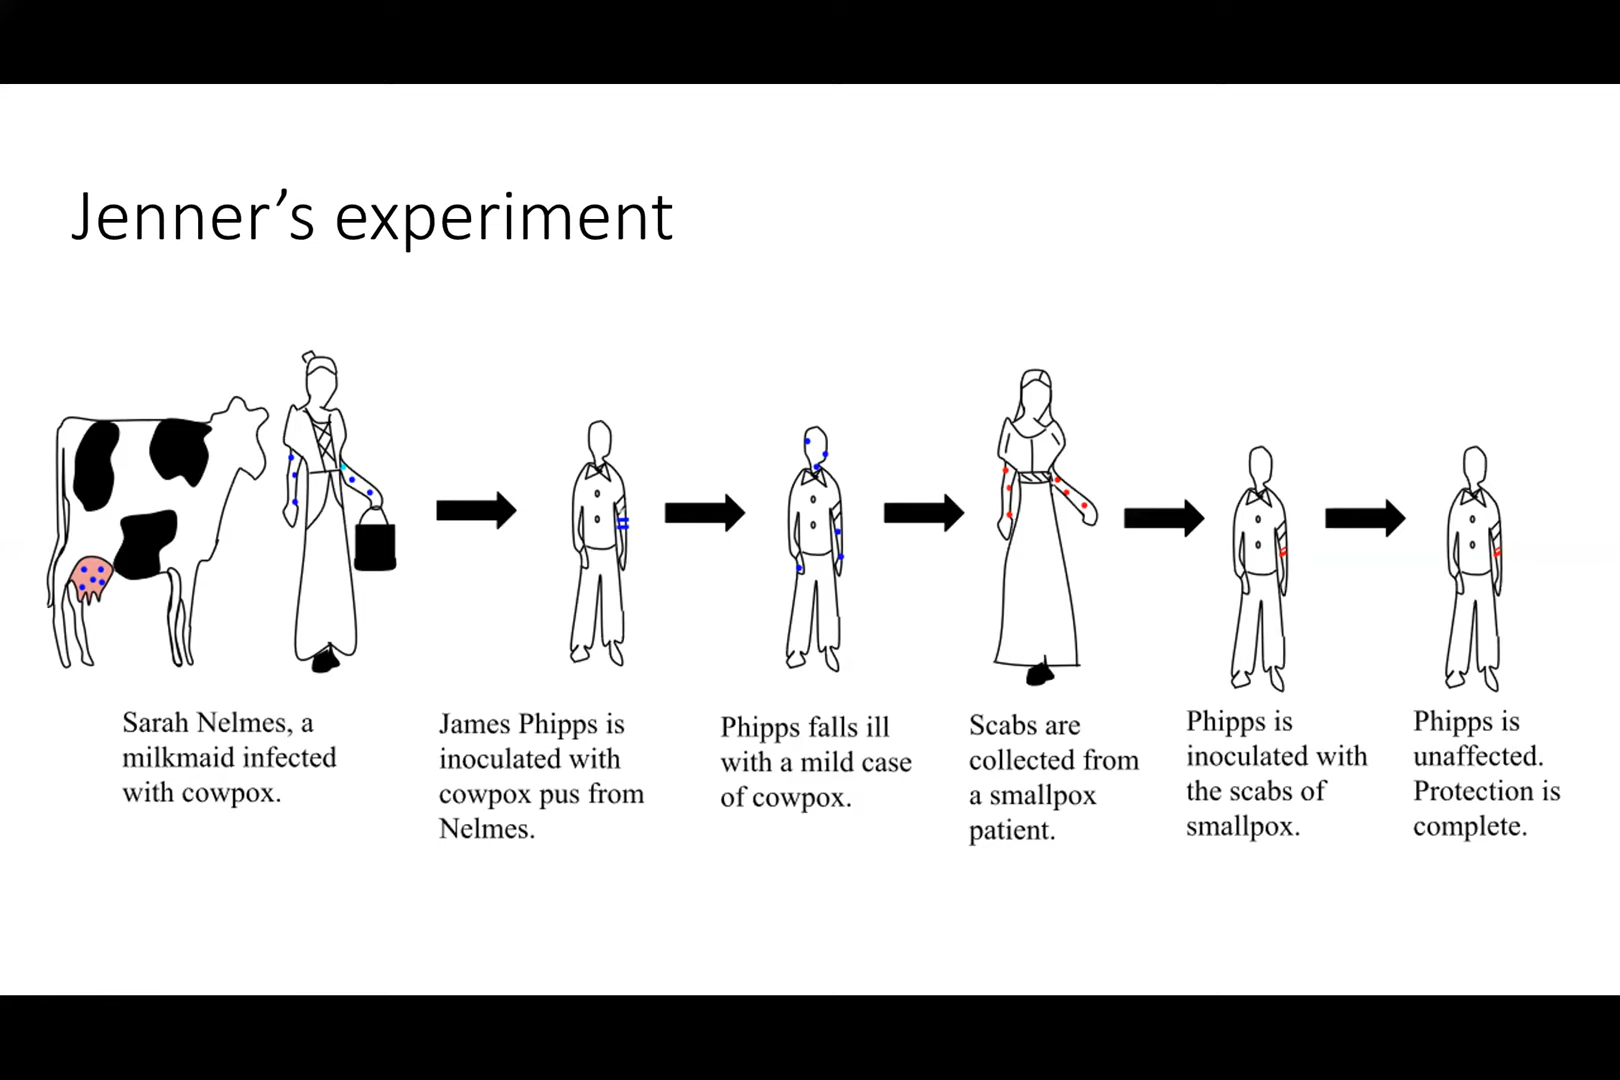 Jenner’s experiment
Sarah Nelmes, a
milkmaid infected
with cowpox.
James Phipps is
inoculated with
cowpox pus from
Nelmes.
Phipps falls ill
with a mild case
of cowpox.
Scabs are
collected from
a smallpox
patient.
Phipps is
inoculated with
the scabs of
smallpox.
Phipps is
unaffected.
Protection is
complete.